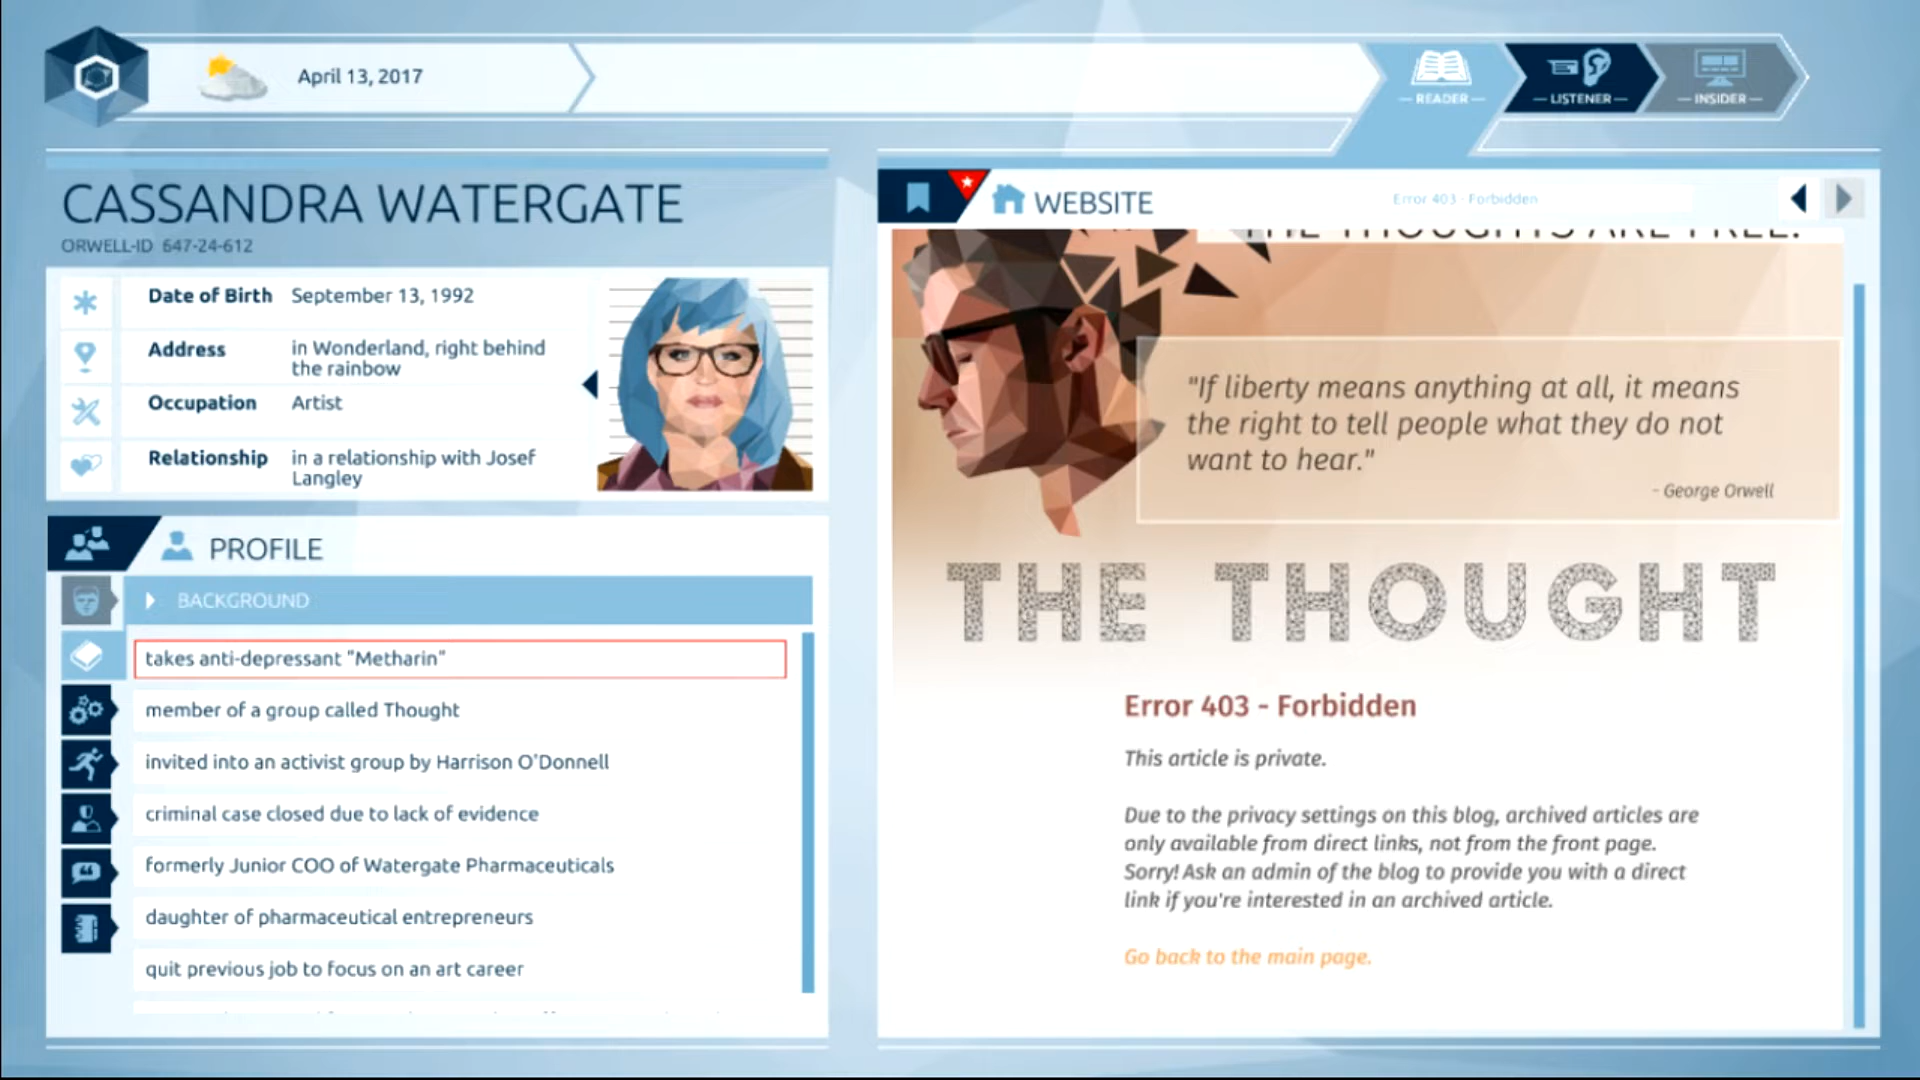 April 13, 2017
READER
LISTENER
INSIDER
CASSANDRA WATERGATE
ORWELL-ID 647-24-612
Date of Birth September 13, 1992
Address in Wonderland, right behind
the rainbow
Occupation Artist
Relationship in a relationship with Josef
Langley
PROFILE
BACKGROUND
takes anti-depressant "Metharin"
member of a group called Thought
invited into an activist group by Harrison O'Donnell
criminal case closed due to lack of evidence
formerly Junior COO of Watergate Pharmaceuticals
daughter of pharmaceutical entrepreneurs
quit previous job to focus on an art career
WEBSITE
Error 403 - Forbidden
THE THOUGHTS ARE FREE.
"If liberty means anything at all, it means
the right to tell people what they do not
want to hear."
- George Orwell
THE THOUGHT
Error 403 - Forbidden
This article is private.
Due to the privacy settings on this blog, archived articles are
only available from direct links, not from the front page.
Sorry! Ask an admin of the blog to provide you with a direct
link if you're interested in an archived article.
Go back to the main page.